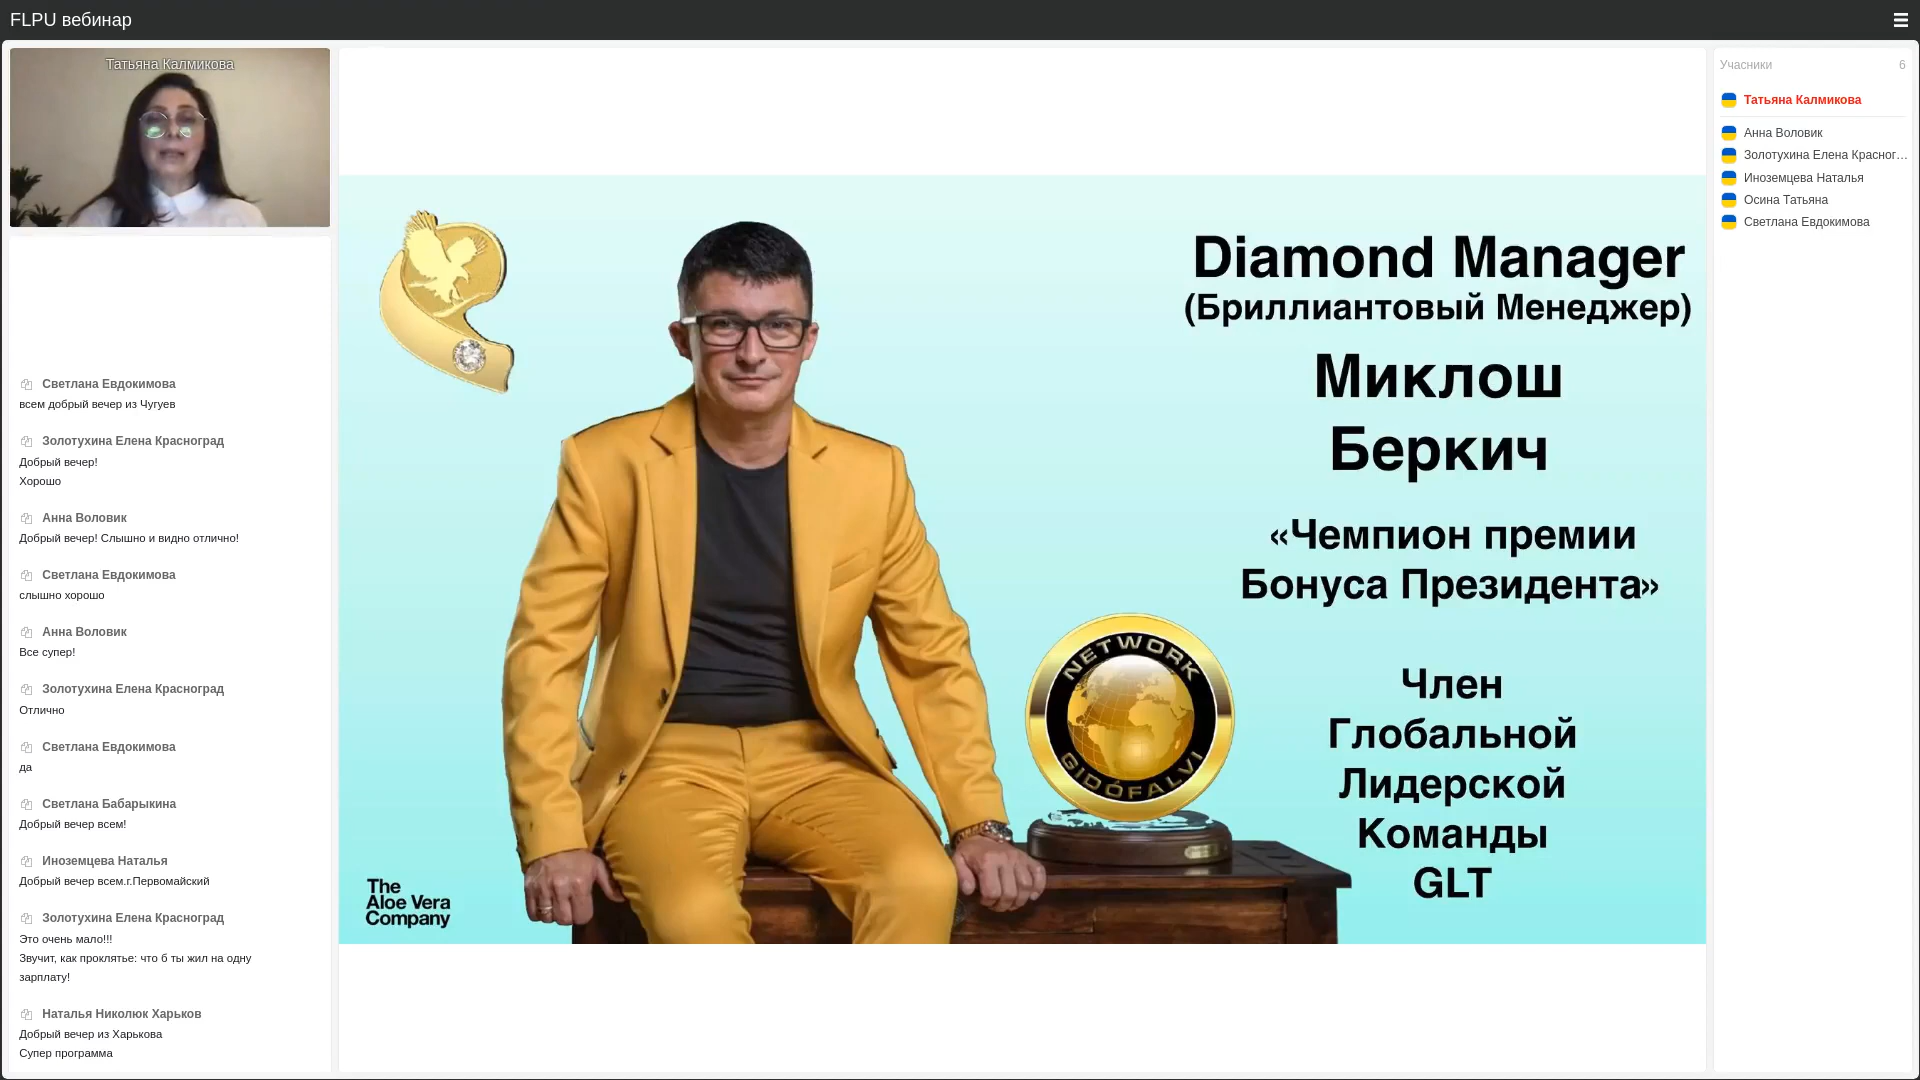 FLPU вебинар
Татьяна Калмикова
Светлана Евдокимова
всем добрый вечер из Чугуев
Золотухина Елена Красноград
Добрый вечер!
Хорошо
Анна Воловик
Добрый вечер! Слышно и видно отлично!
Светлана Евдокимова
слышно хорошо
Анна Воловик
Все супер!
Золотухина Елена Красноград
Отлично
Светлана Евдокимова
да
Светлана Бабарыкина
Добрый вечер всем!
Иноземцева Наталья
Добрый вечер всем.г.Первомайский
Золотухина Елена Красноград
Это очень мало!!!
Звучит, как проклятье: что б ты жил на одну
зарплату!
Наталья Николюк Харьков
Добрый вечер из Харькова
Супер программа
Diamond Manager
(Бриллиантовый Менеджер)
Миклош
Беркич
«Чемпион премии
Бонуса Президента»
NETWORK
GIDÓFALVI
Член
Глобальной
Лидерской
Команды
GLT
The
Aloe Vera
Company
Учасники 6
Татьяна Калмикова
Анна Воловик
Золотухина Елена Красног…
Иноземцева Наталья
Осина Татьяна
Светлана Евдокимова